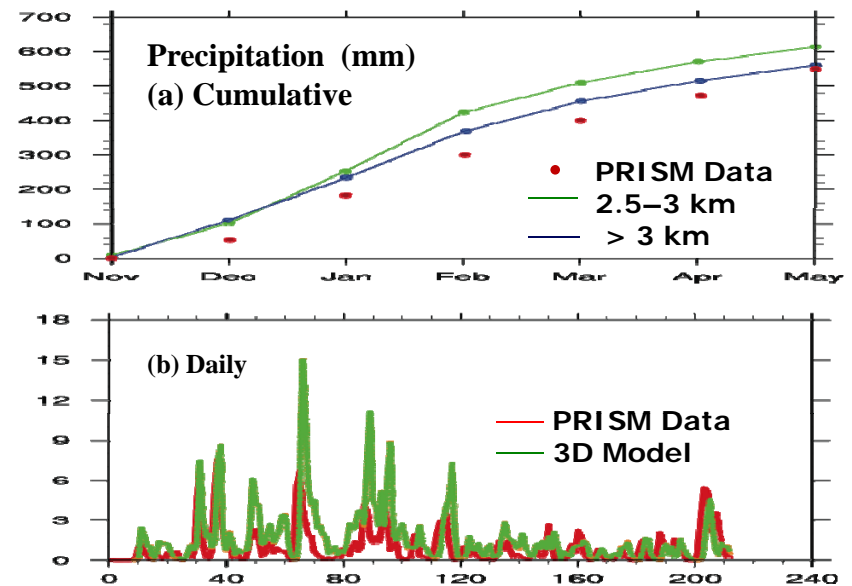 700
600
500
400
300
200
100
0
Precipitation (mm)
(a) Cumulative
PRISM Data
2.5–3 km
> 3 km
Nov Dec Jan Feb Mar Apr May
18
15
12
9
6
3
0
(b) Daily
PRISM Data
3D Model
0 40 80 120 160 200 240